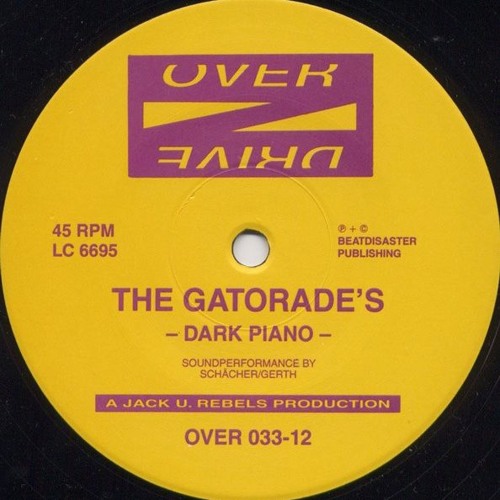 OVER
DRIVE
45 RPM
LC 6695
℗ + ©
BEATDISASTER
PUBLISHING
THE GATORADE'S
– DARK PIANO –
SOUNDPERFORMANCE BY
SCHÄCHER/GERTH
A JACK U. REBELS PRODUCTION
OVER 033-12